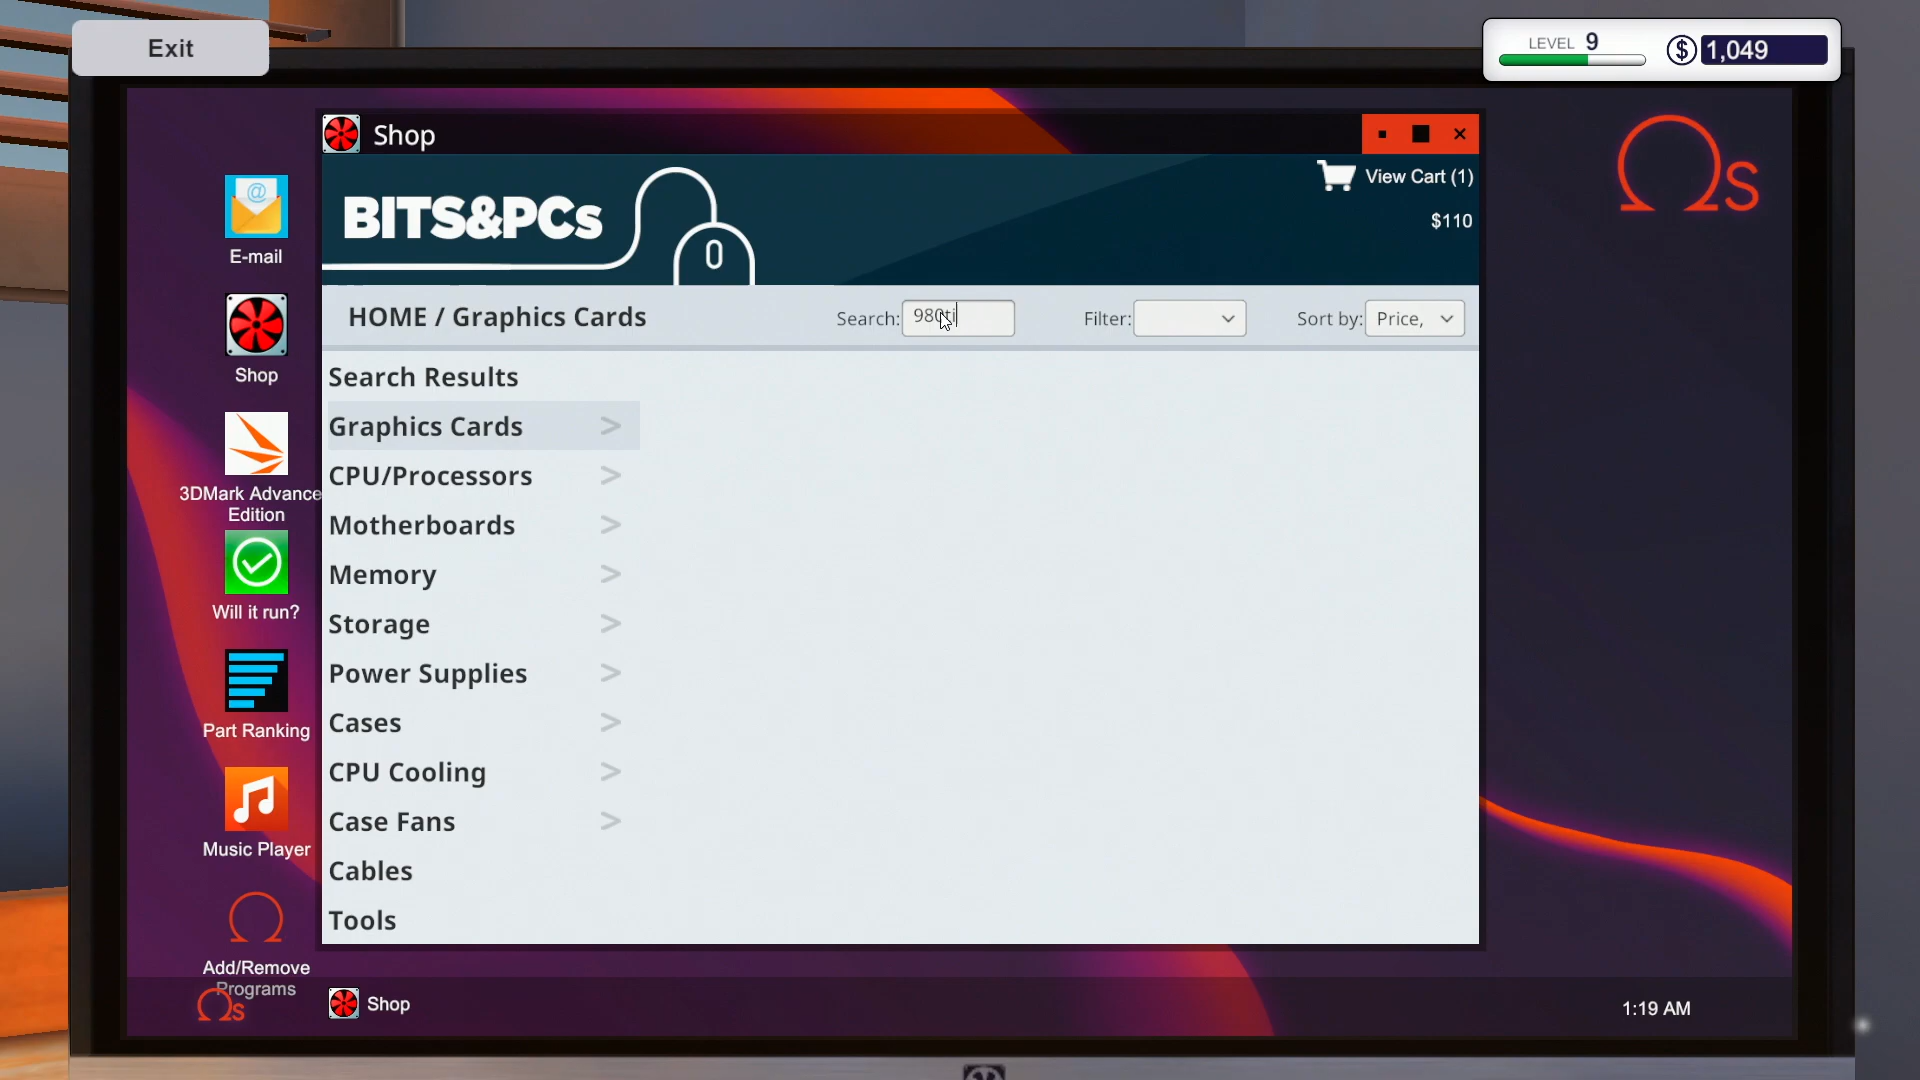 Exit
LEVEL 9
$ 1,049
Shop
BITS&PCs
View Cart (1)
$110
HOME / Graphics Cards
Search: 980ti
Filter:
Sort by: Price,
Search Results
Graphics Cards >
CPU/Processors >
Motherboards >
Memory >
Storage >
Power Supplies >
Cases >
CPU Cooling >
Case Fans >
Cables
Tools
E-mail
Shop
3DMark Advance
Edition
Will it run?
Part Ranking
Music Player
Add/Remove
Programs
Ωs
Ωs
Shop
1:19 AM